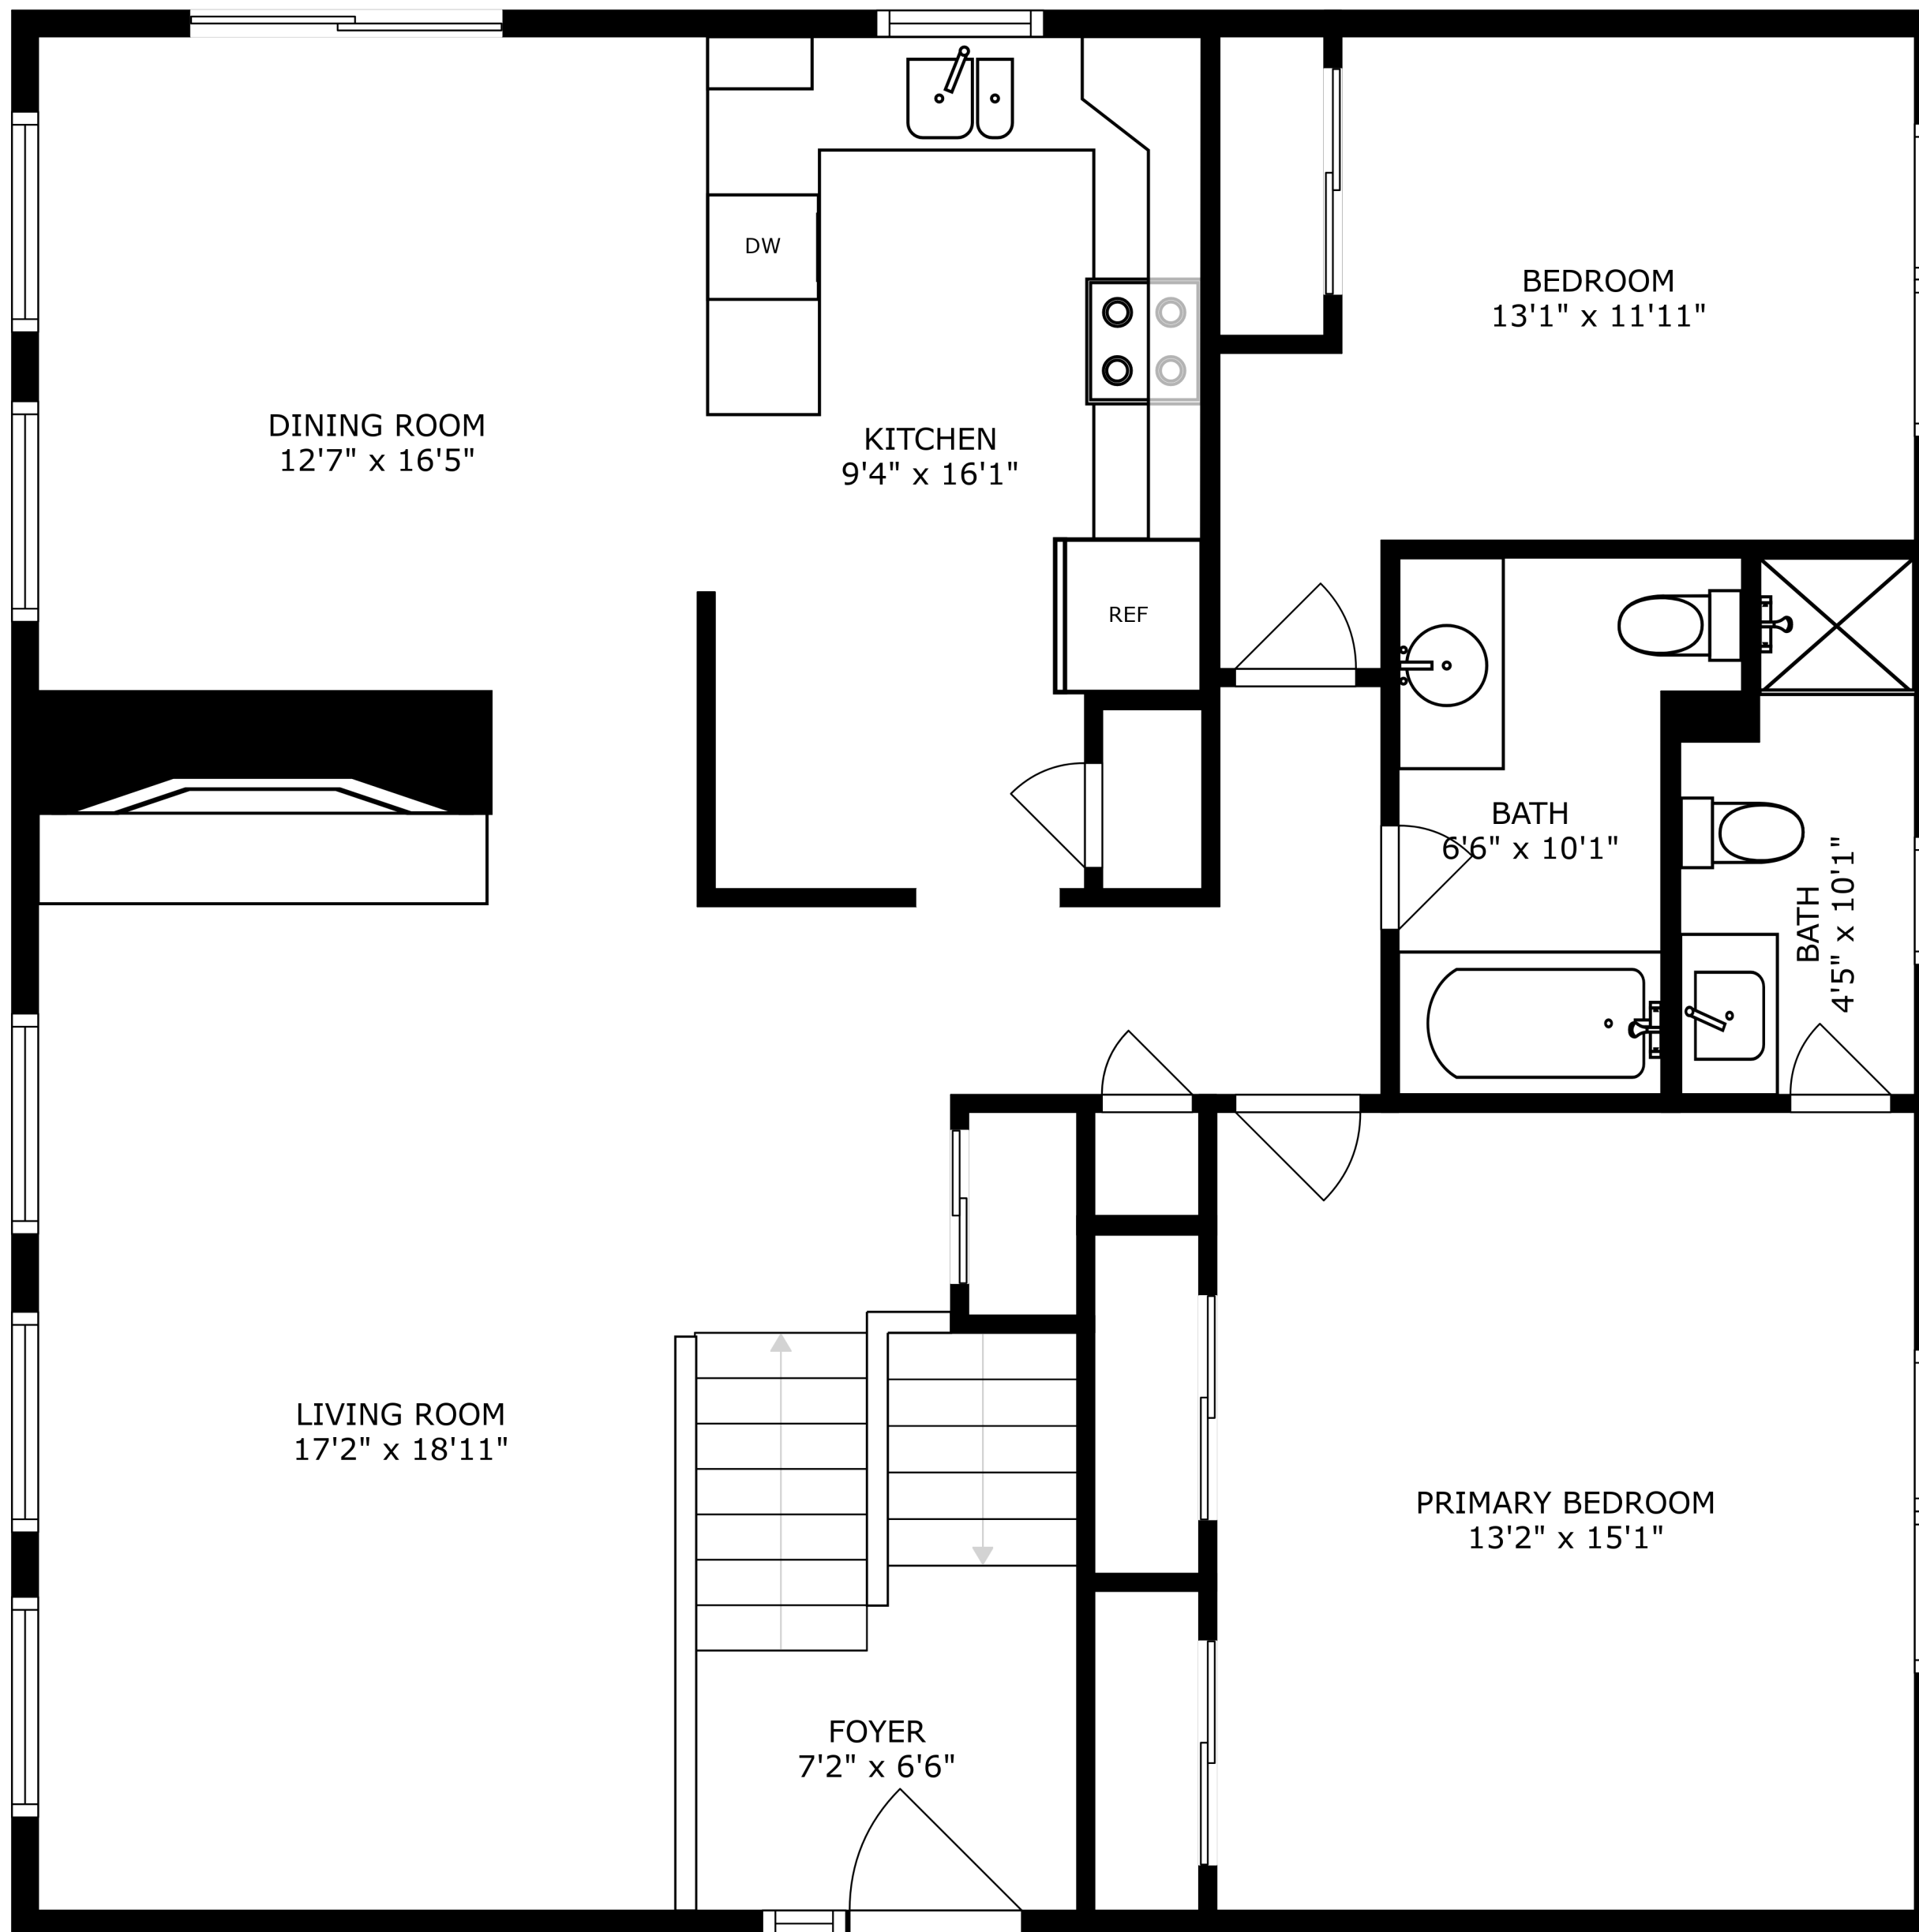 DW
BEDROOM
13'1" x 11'11"
DINING ROOM
12'7" x 16'5"
KITCHEN
9'4" x 16'1"
REF
BATH
6'6" x 10'1"
BATH
4'5" x 10'1"
LIVING ROOM
17'2" x 18'11"
PRIMARY BEDROOM
13'2" x 15'1"
FOYER
7'2" x 6'6"